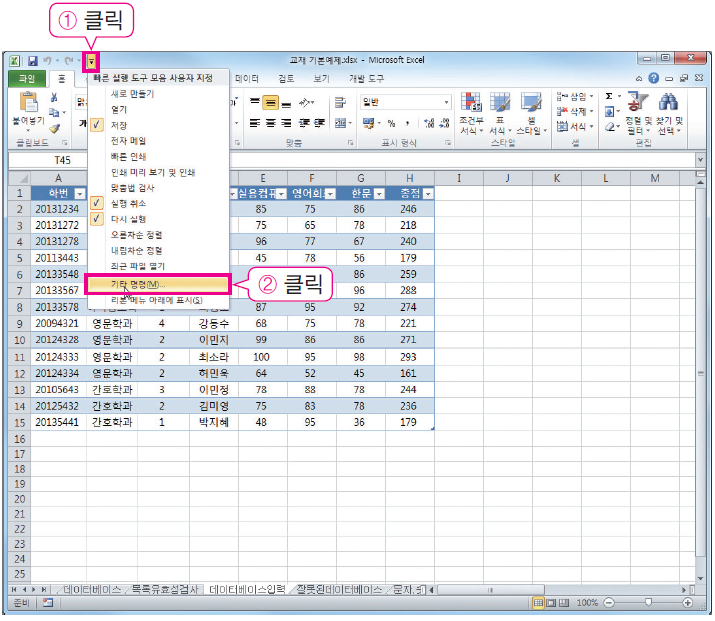 ① 클릭
교재 기본예제.xlsx - Microsoft Excel
파일 홈 데이터 검토 보기 개발 도구
빠른 실행 도구 모음 사용자 지정
새로 만들기
열기
저장
전자 메일
빠른 인쇄
인쇄 미리 보기 및 인쇄
맞춤법 검사
실행 취소
다시 실행
오름차순 정렬
내림차순 정렬
최근 파일 열기
기타 명령(M)...
리본 메뉴 아래에 표시(S)
② 클릭
붙여넣기
클립보드
가
일반
% ,
맞춤
표시 형식
조건부 서식 표 서식 셀 스타일
스타일
삽입
삭제
서식
셀
Σ
정렬 및 필터 찾기 및 선택
편집
T45
A E F G H I J K L M
1 학번 실용컴퓨 영어회 한문 총점
2 20131234 85 75 86 246
3 20131272 75 65 78 218
4 20131278 96 77 67 240
5 20113443 45 78 56 179
6 20133548 86 259
7 20133567 96 288
8 20133578 87 95 92 274
9 20094321 영문학과 4 강동수 68 75 78 221
10 20124328 영문학과 2 이민지 99 86 86 271
11 20124333 영문학과 2 최소라 100 95 98 293
12 20124334 영문학과 2 허민욱 64 52 45 161
13 20105643 간호학과 3 이민정 78 88 78 244
14 20125432 간호학과 2 김미영 75 83 78 236
15 20135441 간호학과 1 박지혜 48 95 36 179
16
17
18
19
20
21
22
23
24
25
데이터베이스 목록유효성검사 데이터베이스입력 잘못된데이터베이스
준비 100%